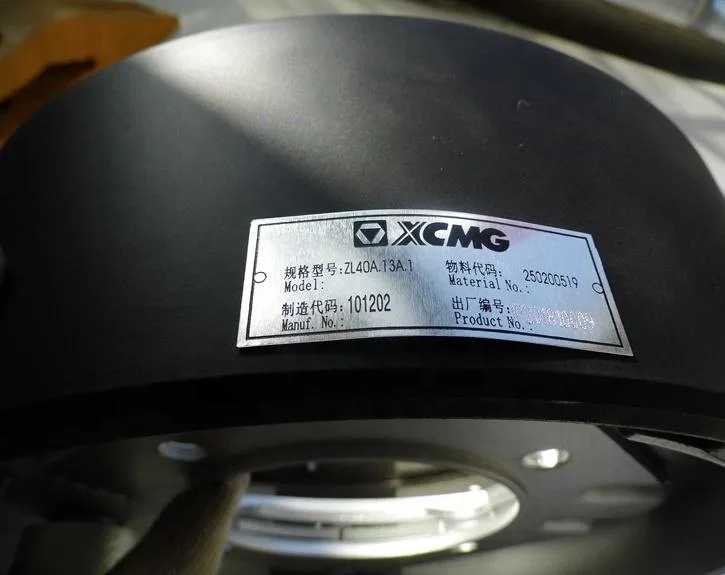 XCMG
规格型号:ZL40A.13A.1 物料代码: 250200519
Model: Material No.:
制造代码:101202 出厂编号:
Manuf. No.: Product No.: